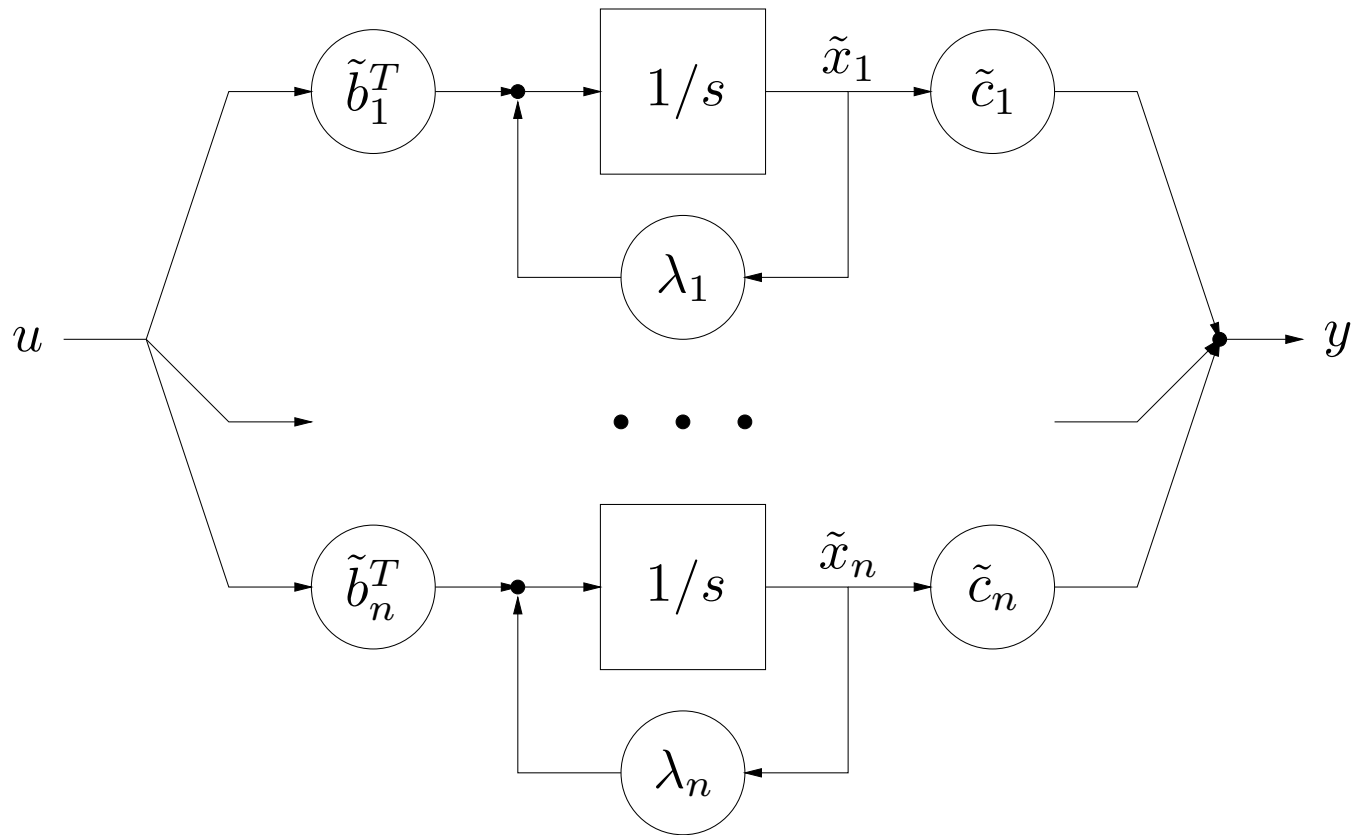 b̃₁ᵀ 1/s x̃₁ c̃₁
λ₁
u y
• • •
b̃ₙᵀ 1/s x̃ₙ c̃ₙ
λₙ